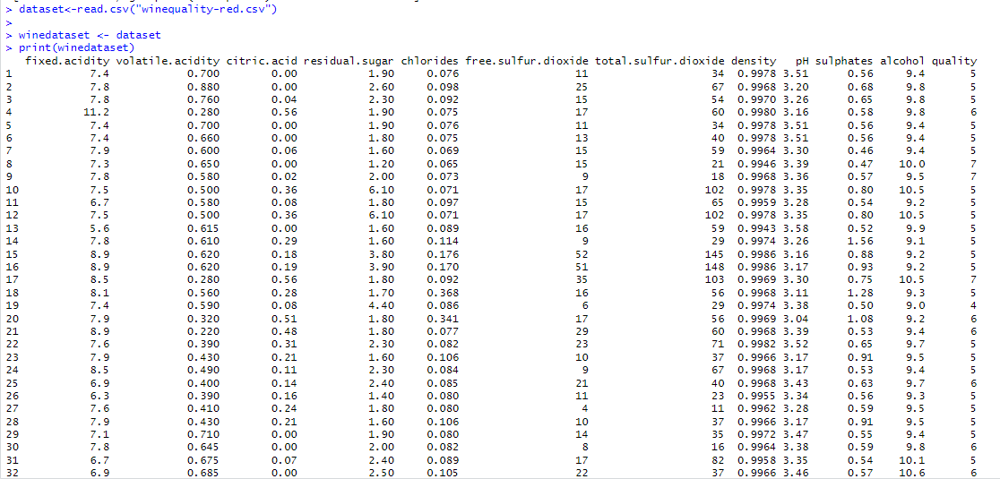 > dataset<-read.csv("winequality-red.csv")
>
> winedataset <- dataset
> print(winedataset)
fixed.acidity volatile.acidity citric.acid residual.sugar chlorides free.sulfur.dioxide total.sulfur.dioxide density pH sulphates alcohol quality
1 7.4 0.700 0.00 1.90 0.076 11 34 0.9978 3.51 0.56 9.4 5
2 7.8 0.880 0.00 2.60 0.098 25 67 0.9968 3.20 0.68 9.8 5
3 7.8 0.760 0.04 2.30 0.092 15 54 0.9970 3.26 0.65 9.8 5
4 11.2 0.280 0.56 1.90 0.075 17 60 0.9980 3.16 0.58 9.8 6
5 7.4 0.700 0.00 1.90 0.076 11 34 0.9978 3.51 0.56 9.4 5
6 7.4 0.660 0.00 1.80 0.075 13 40 0.9978 3.51 0.56 9.4 5
7 7.9 0.600 0.06 1.60 0.069 15 59 0.9964 3.30 0.46 9.4 5
8 7.3 0.650 0.00 1.20 0.065 15 21 0.9946 3.39 0.47 10.0 7
9 7.8 0.580 0.02 2.00 0.073 9 18 0.9968 3.36 0.57 9.5 7
10 7.5 0.500 0.36 6.10 0.071 17 102 0.9978 3.35 0.80 10.5 5
11 6.7 0.580 0.08 1.80 0.097 15 65 0.9959 3.28 0.54 9.2 5
12 7.5 0.500 0.36 6.10 0.071 17 102 0.9978 3.35 0.80 10.5 5
13 5.6 0.615 0.00 1.60 0.089 16 59 0.9943 3.58 0.52 9.9 5
14 7.8 0.610 0.29 1.60 0.114 9 29 0.9974 3.26 1.56 9.1 5
15 8.9 0.620 0.18 3.80 0.176 52 145 0.9986 3.16 0.88 9.2 5
16 8.9 0.620 0.19 3.90 0.170 51 148 0.9986 3.17 0.93 9.2 5
17 8.5 0.280 0.56 1.80 0.092 35 103 0.9969 3.30 0.75 10.5 7
18 8.1 0.560 0.28 1.70 0.368 16 56 0.9968 3.11 1.28 9.3 5
19 7.4 0.590 0.08 4.40 0.086 6 29 0.9974 3.38 0.50 9.0 4
20 7.9 0.320 0.51 1.80 0.341 17 56 0.9969 3.04 1.08 9.2 6
21 8.9 0.220 0.48 1.80 0.077 29 60 0.9968 3.39 0.53 9.4 6
22 7.6 0.390 0.31 2.30 0.082 23 71 0.9982 3.52 0.65 9.7 5
23 7.9 0.430 0.21 1.60 0.106 10 37 0.9966 3.17 0.91 9.5 5
24 8.5 0.490 0.11 2.30 0.084 9 67 0.9968 3.17 0.53 9.4 5
25 6.9 0.400 0.14 2.40 0.085 21 40 0.9968 3.43 0.63 9.7 6
26 6.3 0.390 0.16 1.40 0.080 11 23 0.9955 3.34 0.56 9.3 5
27 7.6 0.410 0.24 1.80 0.080 4 11 0.9962 3.28 0.59 9.5 5
28 7.9 0.430 0.21 1.60 0.106 10 37 0.9966 3.17 0.91 9.5 5
29 7.1 0.710 0.00 1.90 0.080 14 35 0.9972 3.47 0.55 9.4 5
30 7.8 0.645 0.00 2.00 0.082 8 16 0.9964 3.38 0.59 9.8 6
31 6.7 0.675 0.07 2.40 0.089 17 82 0.9958 3.35 0.54 10.1 5
32 6.9 0.685 0.00 2.50 0.105 22 37 0.9966 3.46 0.57 10.6 6